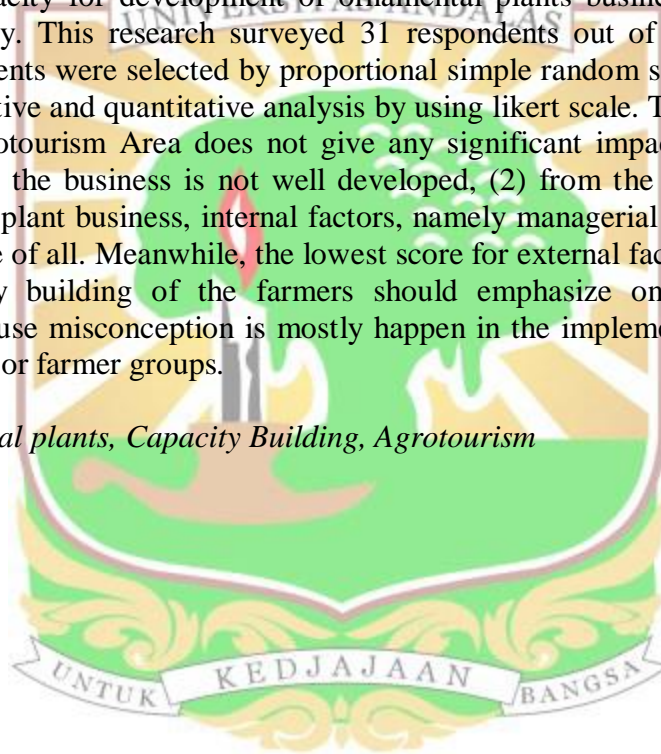 acity for development of ornamental plants busine
UNIVERSITAS ANDALAS
y. This research surveyed 31 respondents out of
ents were selected by proportional simple random s
tive and quantitative analysis by using likert scale. T
otourism Area does not give any significant impac
the business is not well developed, (2) from the
plant business, internal factors, namely managerial
e of all. Meanwhile, the lowest score for external fac
y building of the farmers should emphasize on
use misconception is mostly happen in the impleme
or farmer groups.
al plants, Capacity Building, Agrotourism
UNTUK KEDJAJAAN BANGSA